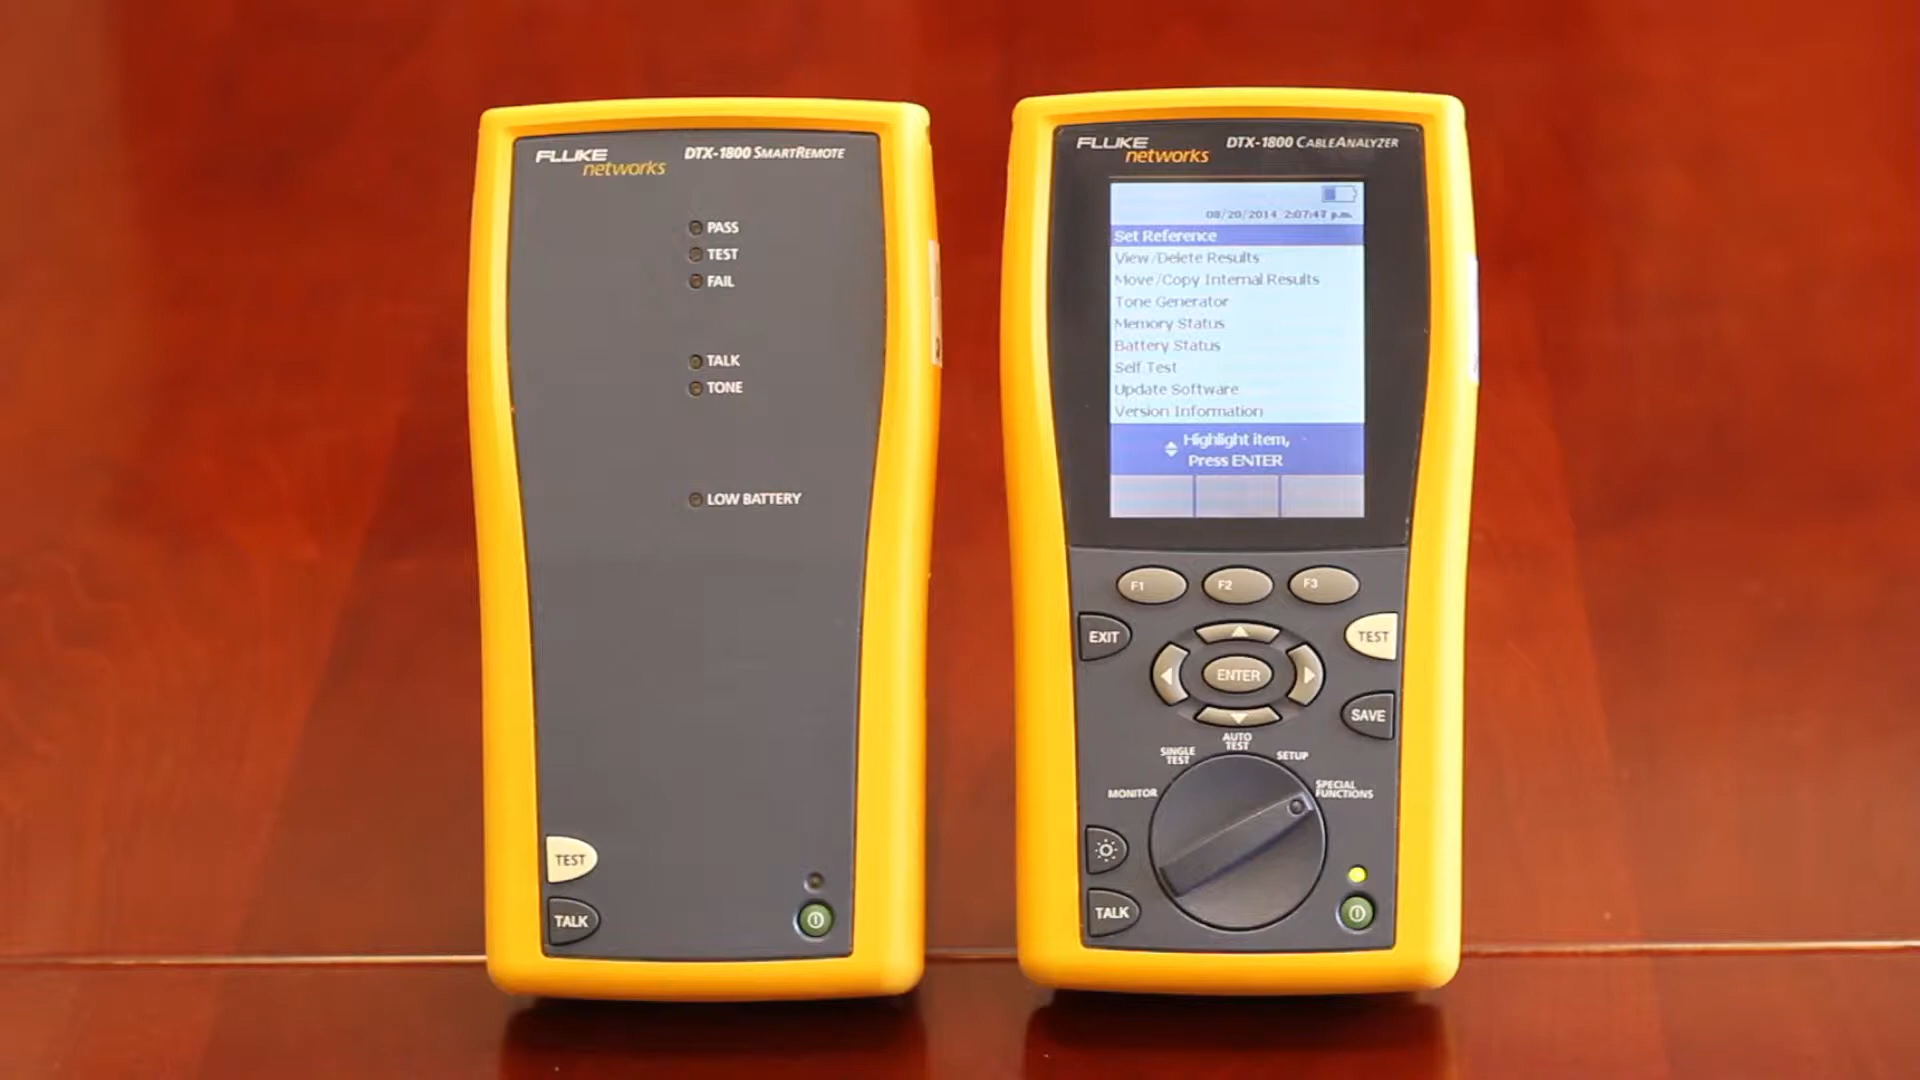 FLUKE networks DTX-1800 SMARTREMOTE
PASS
TEST
FAIL
TALK
TONE
LOW BATTERY
TEST
TALK
FLUKE networks DTX-1800 CABLEANALYZER
08/20/2014 2:07:47 p.m.
Set Reference
View/Delete Results
Move/Copy Internal Results
Tone Generator
Memory Status
Battery Status
Self Test
Update Software
Version Information
Highlight item,
Press ENTER
F1 F2 F3
EXIT
TEST
ENTER
SAVE
MONITOR
SINGLE
TEST
AUTO
TEST
SETUP
SPECIAL
FUNCTIONS
TALK